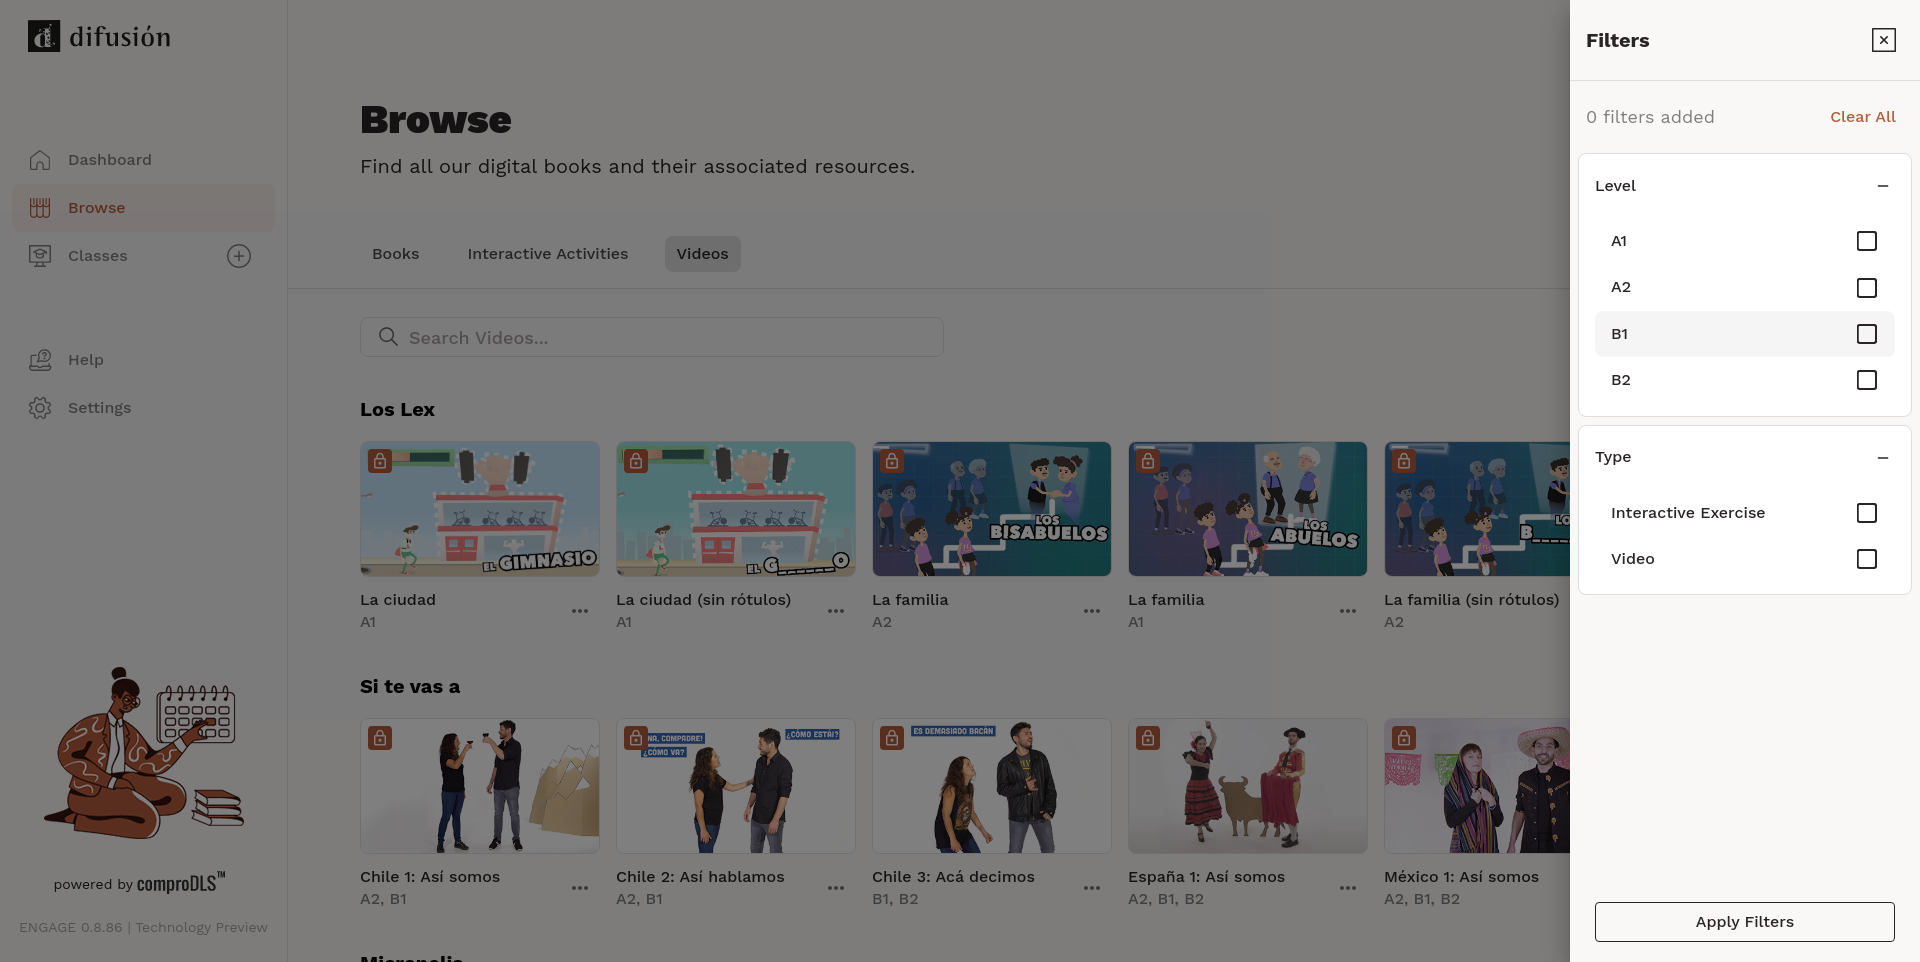 difusión
Dashboard
Browse
Classes
Help
Settings
powered by comproDLS™
ENGAGE 0.8.86 | Technology Preview
Browse
Find all our digital books and their associated resources.
Books
Interactive Activities
Videos
Search Videos...
Los Lex
EL GIMNASIO
EL G_____O
LOS BISABUELOS
LOS ABUELOS
LOS
La ciudad
A1
La ciudad (sin rótulos)
A1
La familia
A2
La familia
A1
La familia (sin rótulos)
A2
Si te vas a
NA, COMPADRE!
¿CÓMO VA?
¿CÓMO ESTÁI?
ES DEMASIADO BACÁN
Chile 1: Así somos
A2, B1
Chile 2: Así hablamos
A2, B1
Chile 3: Acá decimos
B1, B2
España 1: Así somos
A2, B1, B2
México 1: Así somos
A2, B1, B2
Micropolis
Filters
0 filters added
Clear All
Level
A1
A2
B1
B2
Type
Interactive Exercise
Video
Apply Filters